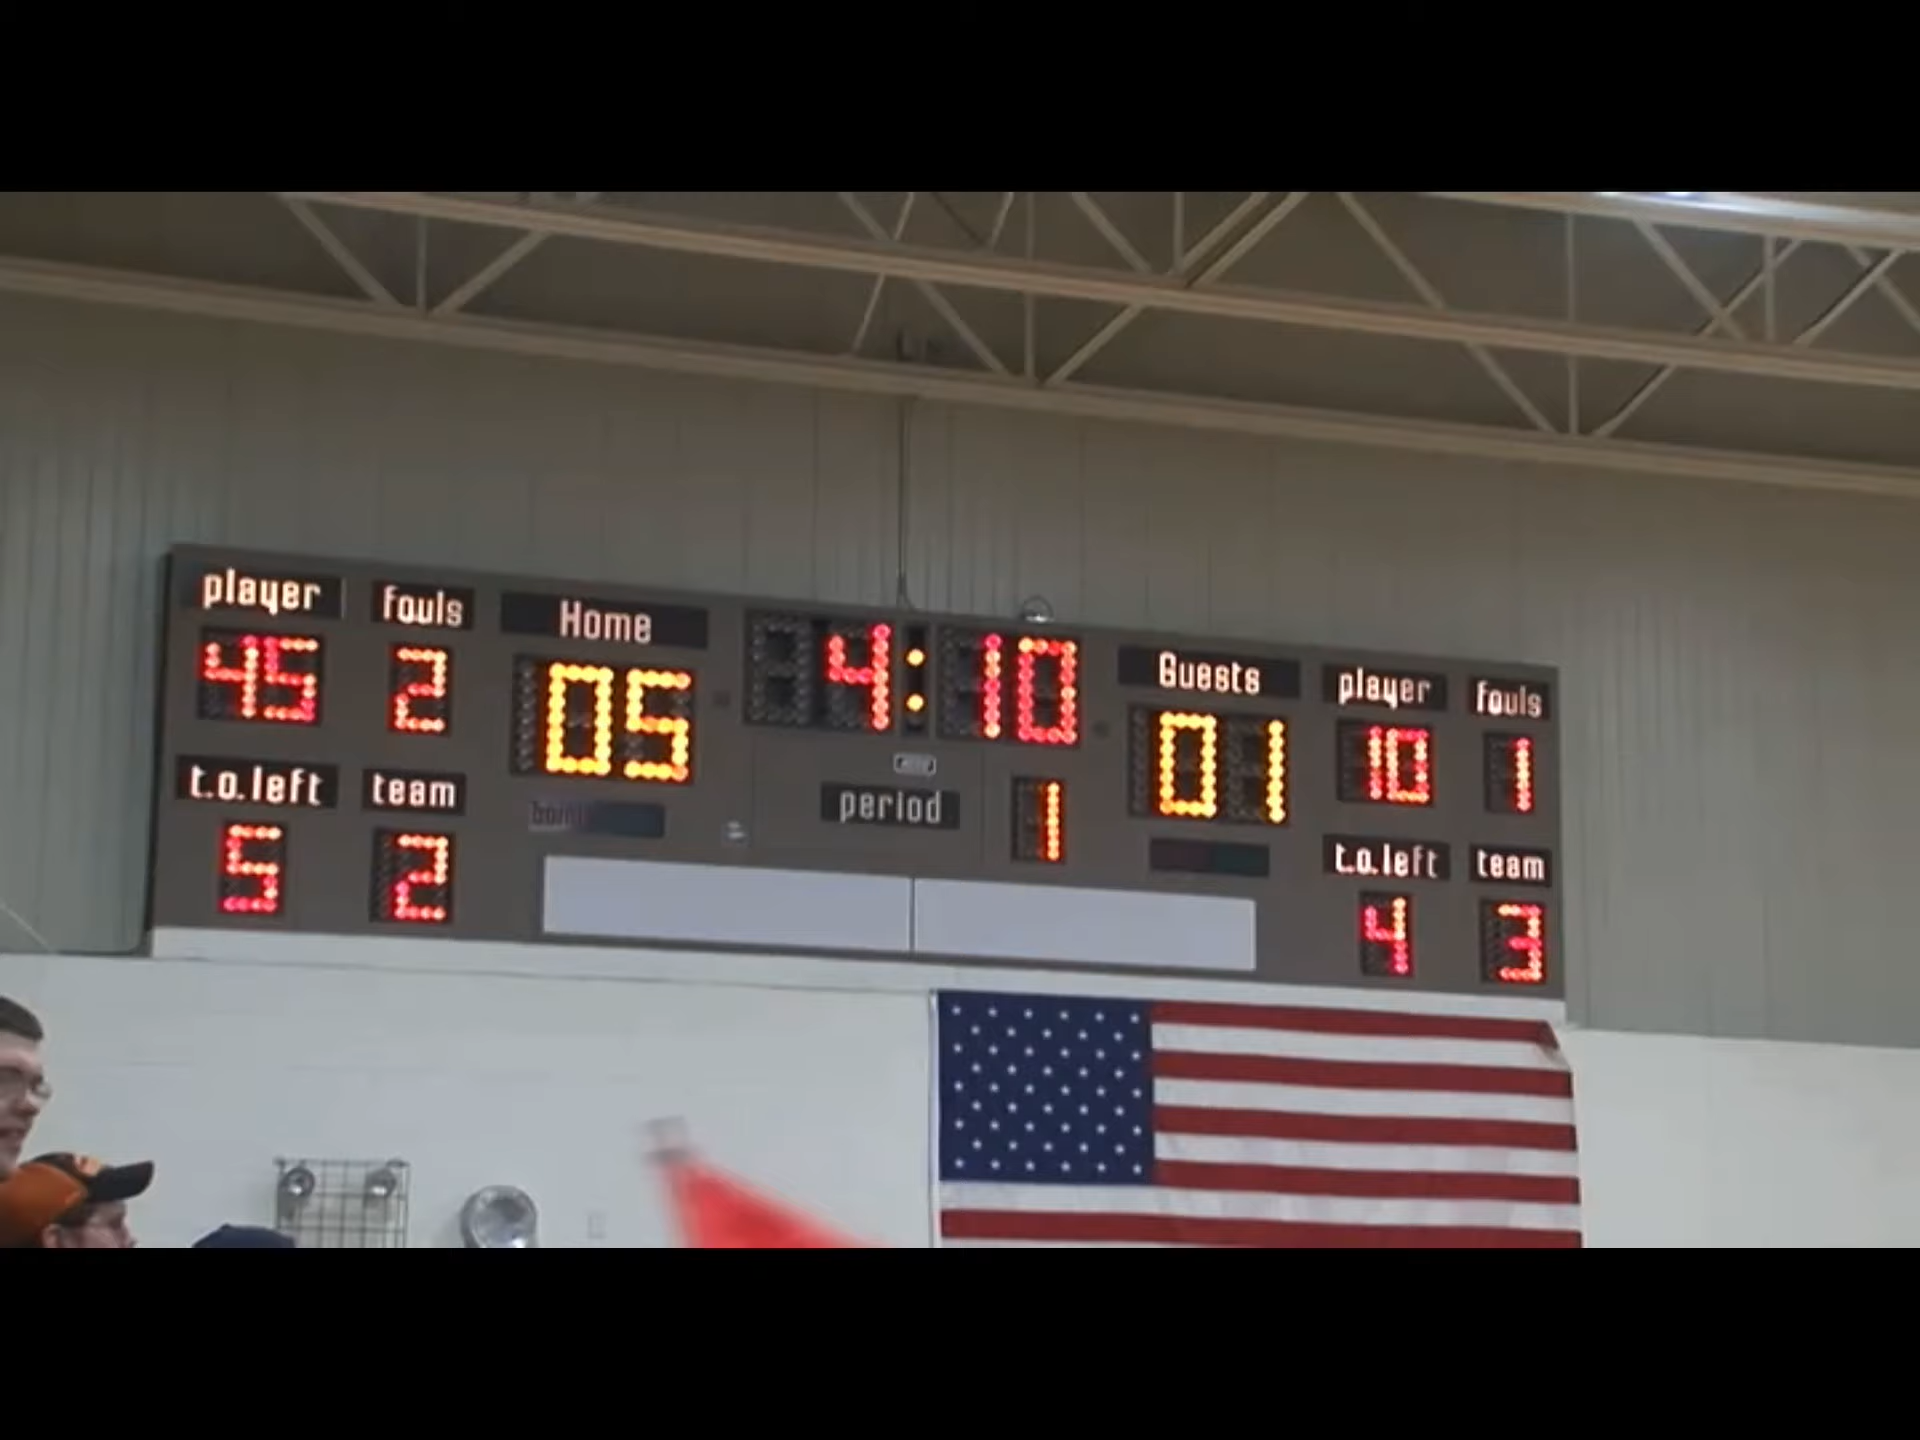 player fouls Home 4:10 Guests player fouls
45 2 05 01 10 1
t.o.left team period 1 t.o.left team
5 2 4 3